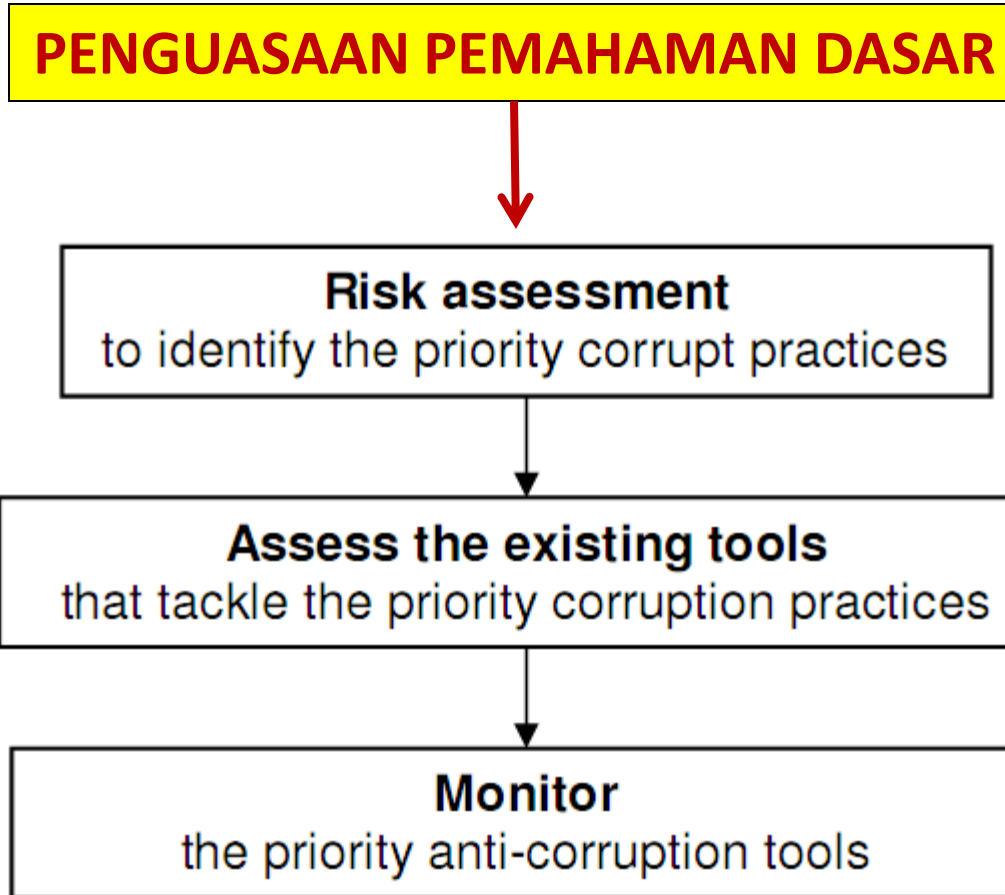 PENGUASAAN PEMAHAMAN DASAR
Risk assessment
to identify the priority corrupt practices
Assess the existing tools
that tackle the priority corruption practices
Monitor
the priority anti-corruption tools